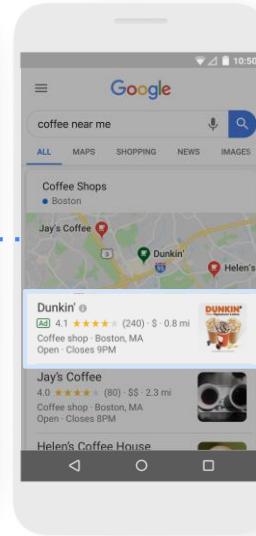 10:50
Google
coffee near me
ALL MAPS SHOPPING NEWS IMAGES
Coffee Shops
Boston
Jay's Coffee
3
Dunkin'
Helen's
Dunkin'
Ad 4.1 ★★★★★ (240) · $ · 0.8 mi
Coffee shop · Boston, MA
Open · Closes 9PM
DUNKIN'
Jay's Coffee
4.0 ★★★★★ (80) · $$ · 2.3 mi
Coffee shop · Boston, MA
Open · Closes 8PM
Helen's Coffee House